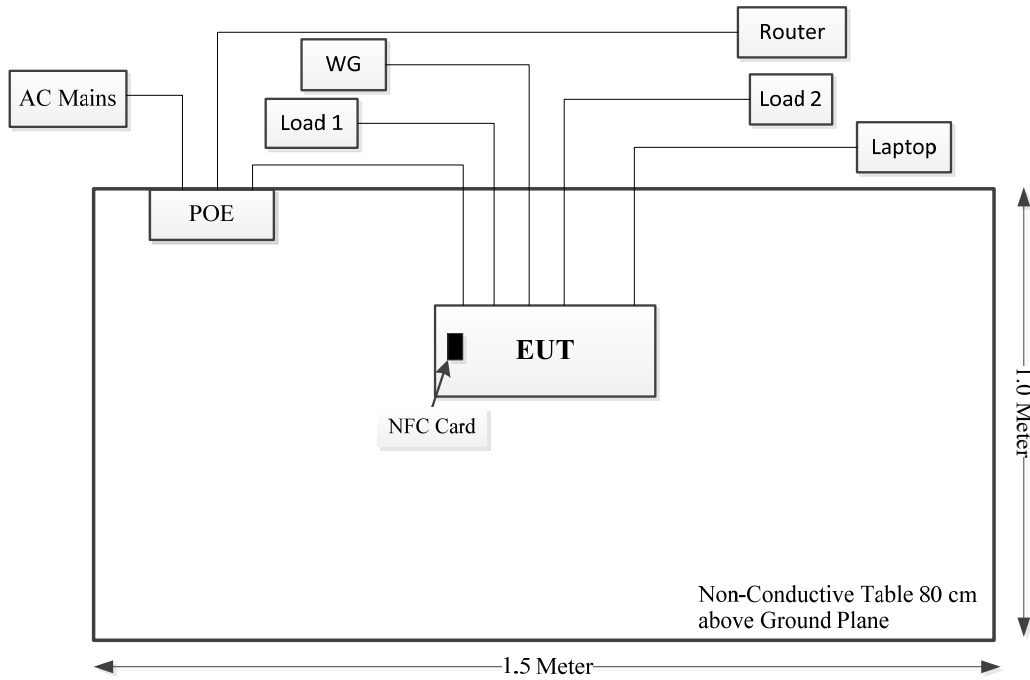 Router
WG
AC Mains
Load 2
Load 1
Laptop
POE
EUT
NFC Card
1.0 Meter
Non-Conductive Table 80 cm
above Ground Plane
1.5 Meter